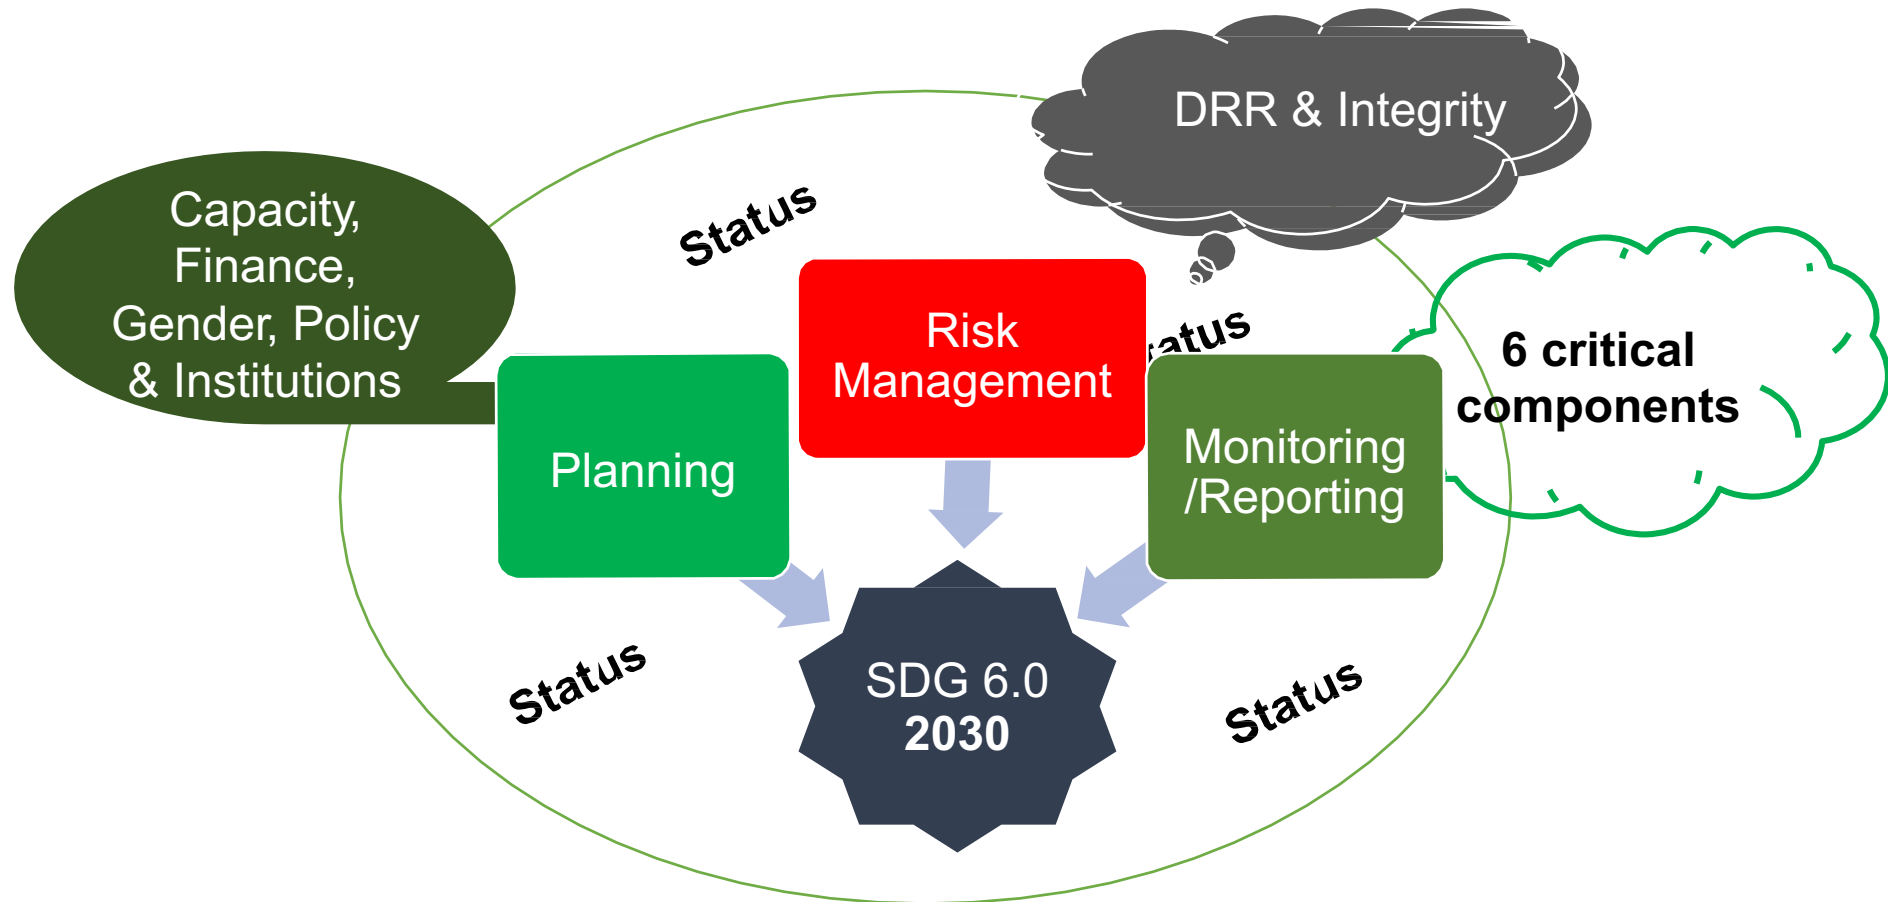 DRR & Integrity
Capacity,
Finance,
Gender, Policy
& Institutions
Status
Risk
Management
tatus
6 critical
components
Planning
Monitoring
/Reporting
SDG 6.0
2030
Status
Status